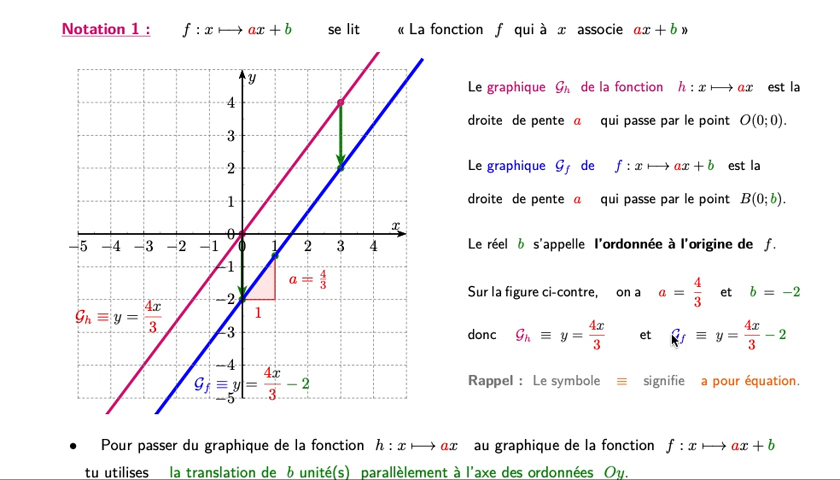 Notation 1 : f : x ⟼ ax + b se lit « La fonction f qui à x associe ax + b »
Le graphique 𝒢h de la fonction h : x ⟼ ax est la
droite de pente a qui passe par le point O(0; 0).
Le graphique 𝒢f de f : x ⟼ ax + b est la
droite de pente a qui passe par le point B(0; b).
Le réel b s'appelle l'ordonnée à l'origine de f.
Sur la figure ci-contre, on a a = 4/3 et b = −2
donc 𝒢h ≡ y = 4x/3 et 𝒢f ≡ y = 4x/3 − 2
Rappel : Le symbole ≡ signifie a pour équation.
y
4
3
2
1
0
x
−5 −4 −3 −2 −1 0 1 2 3 4
−1
a = 4/3
−2
1
𝒢h ≡ y = 4x/3
−3
−4
𝒢f ≡ y = 4x/3 − 2
−5
• Pour passer du graphique de la fonction h : x ⟼ ax au graphique de la fonction f : x ⟼ ax + b
tu utilises la translation de b unité(s) parallèlement à l'axe des ordonnées Oy.